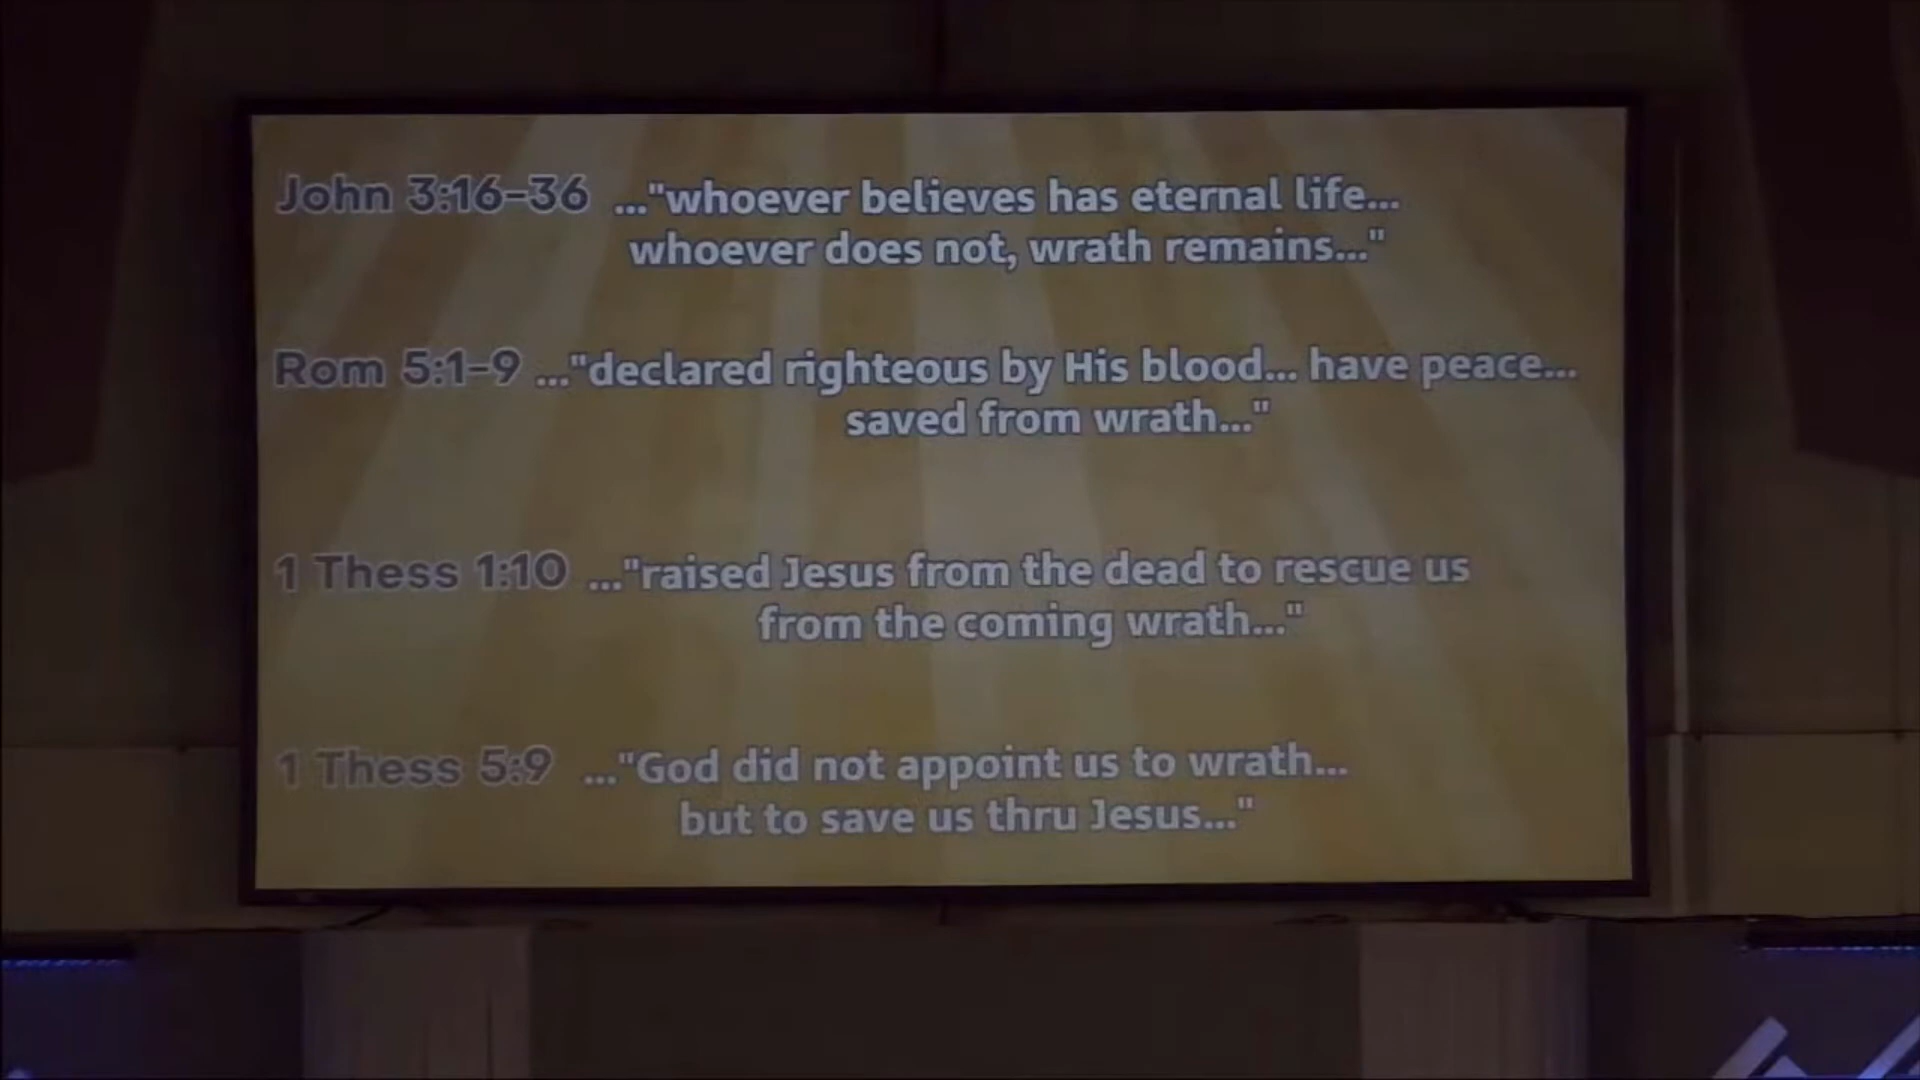 John 3:16-36 ..."whoever believes has eternal life...
whoever does not, wrath remains..."
Rom 5:1-9 ..."declared righteous by His blood... have peace...
saved from wrath..."
1 Thess 1:10 ..."raised Jesus from the dead to rescue us
from the coming wrath..."
1 Thess 5:9 ..."God did not appoint us to wrath...
but to save us thru Jesus..."